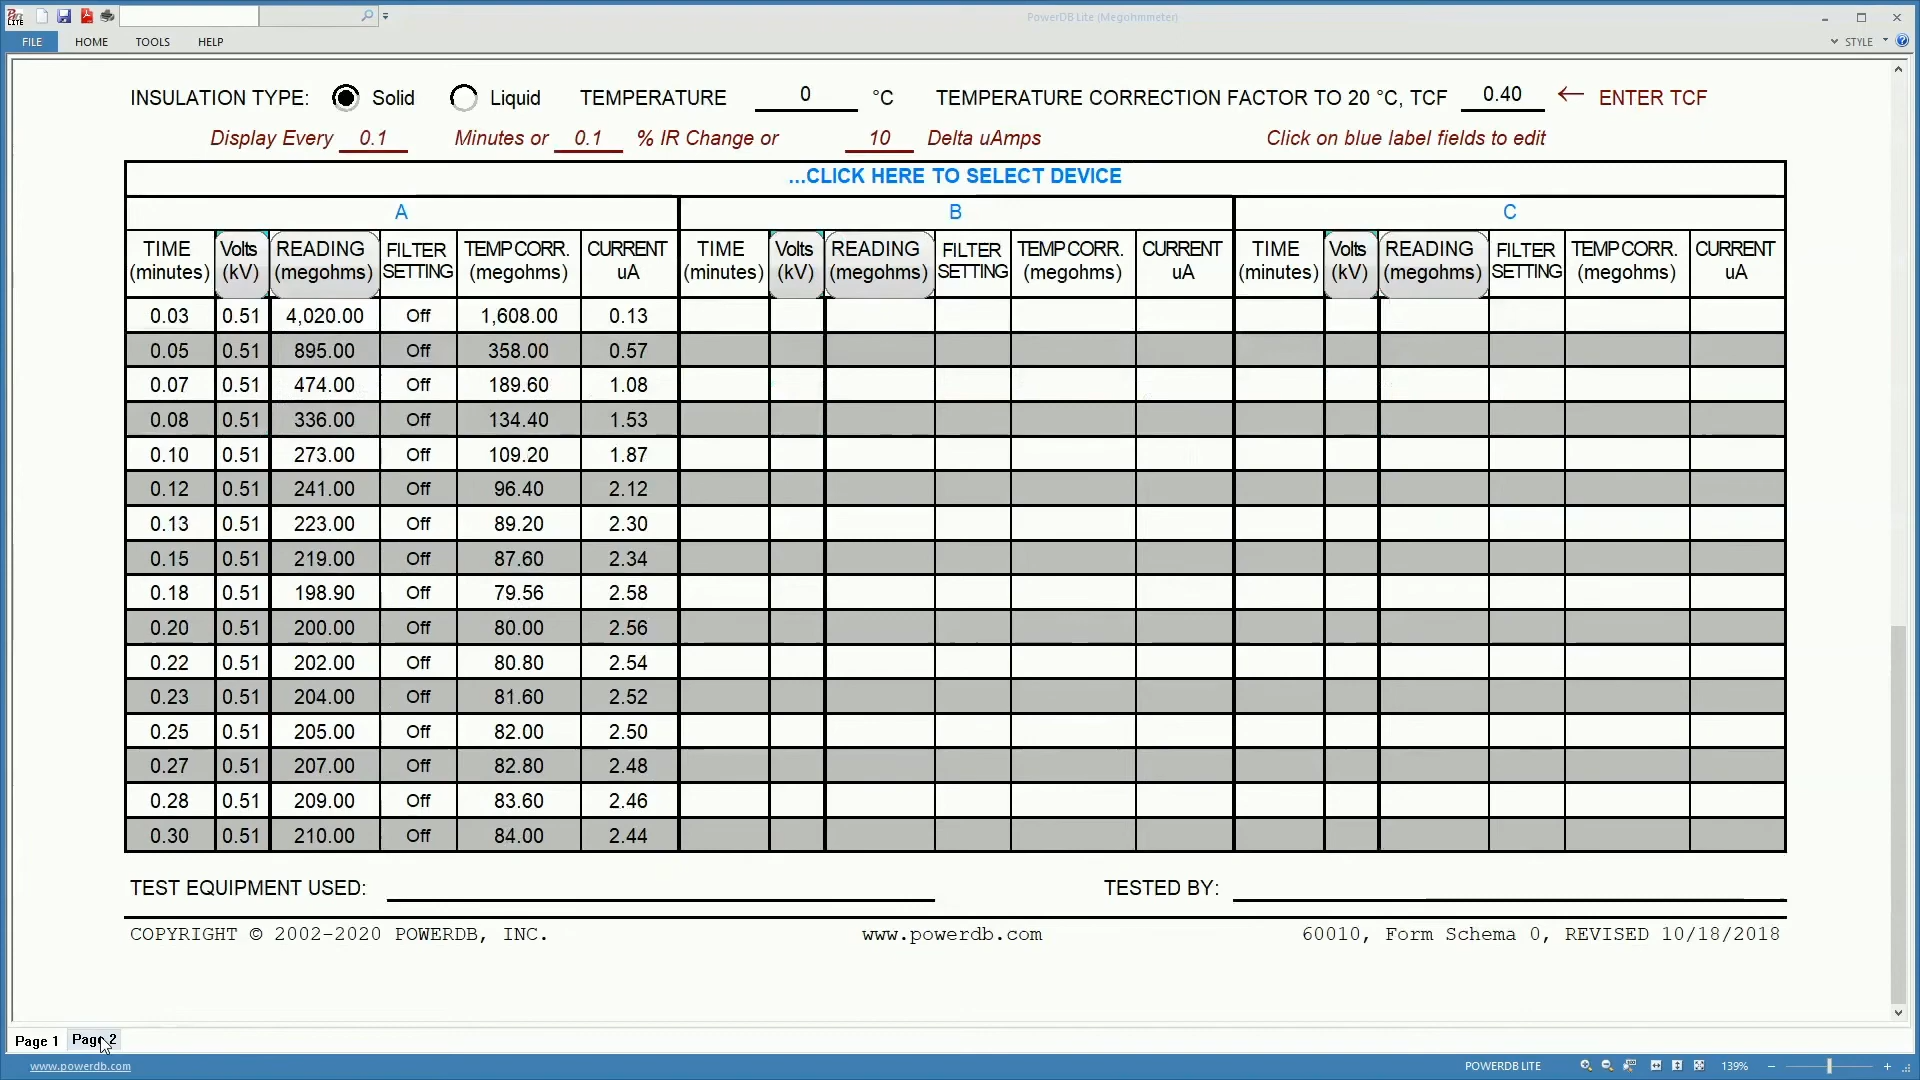 PowerDB Lite (Megohmmeter)
FILE HOME TOOLS HELP STYLE
INSULATION TYPE: Solid Liquid TEMPERATURE 0 °C TEMPERATURE CORRECTION FACTOR TO 20 °C, TCF 0.40 ← ENTER TCF
Display Every 0.1 Minutes or 0.1 % IR Change or 10 Delta uAmps Click on blue label fields to edit
...CLICK HERE TO SELECT DEVICE
A B C
TIME Volts READING FILTER TEMP CORR. CURRENT TIME Volts READING FILTER TEMP CORR. CURRENT TIME Volts READING FILTER TEMP CORR. CURRENT
(minutes) (kV) (megohms) SETTING (megohms) uA (minutes) (kV) (megohms) SETTING (megohms) uA (minutes) (kV) (megohms) SETTING (megohms) uA
0.03 0.51 4,020.00 Off 1,608.00 0.13
0.05 0.51 895.00 Off 358.00 0.57
0.07 0.51 474.00 Off 189.60 1.08
0.08 0.51 336.00 Off 134.40 1.53
0.10 0.51 273.00 Off 109.20 1.87
0.12 0.51 241.00 Off 96.40 2.12
0.13 0.51 223.00 Off 89.20 2.30
0.15 0.51 219.00 Off 87.60 2.34
0.18 0.51 198.90 Off 79.56 2.58
0.20 0.51 200.00 Off 80.00 2.56
0.22 0.51 202.00 Off 80.80 2.54
0.23 0.51 204.00 Off 81.60 2.52
0.25 0.51 205.00 Off 82.00 2.50
0.27 0.51 207.00 Off 82.80 2.48
0.28 0.51 209.00 Off 83.60 2.46
0.30 0.51 210.00 Off 84.00 2.44
TEST EQUIPMENT USED: TESTED BY:
COPYRIGHT © 2002-2020 POWERDB, INC. www.powerdb.com 60010, Form Schema 0, REVISED 10/18/2018
Page 1 Page 2
www.powerdb.com POWERDB LITE 139%